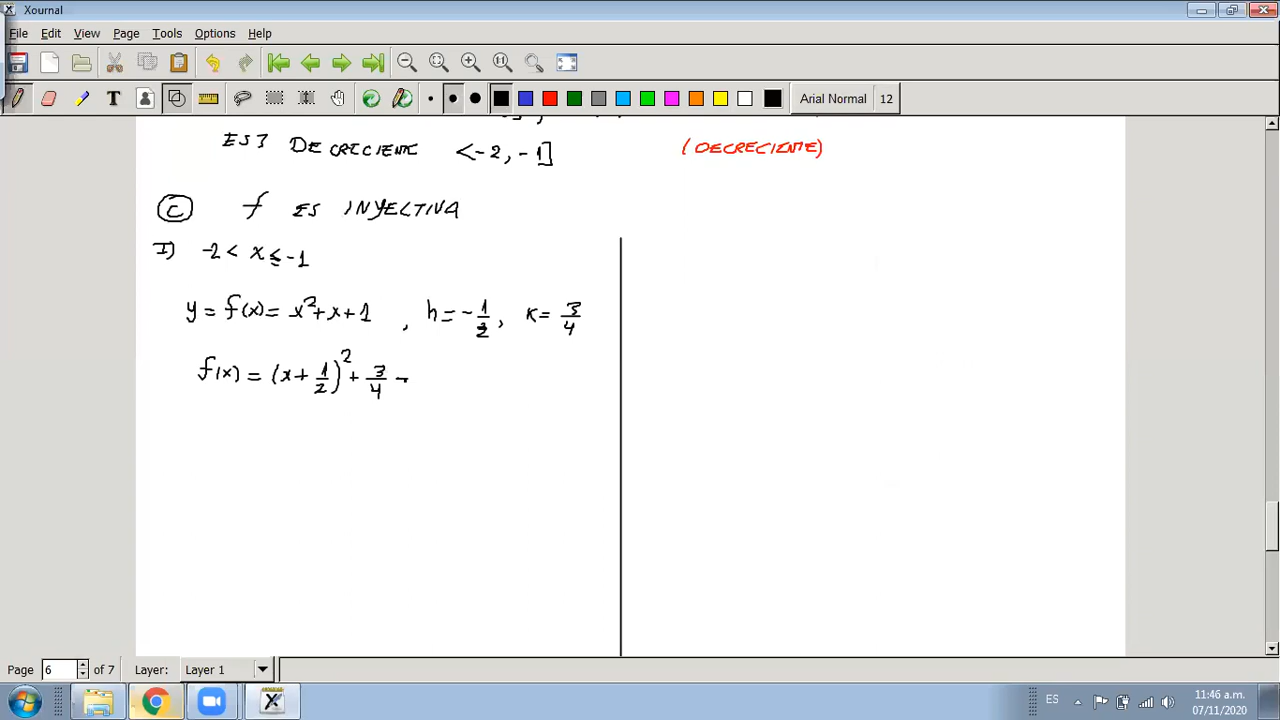 Xournal
File Edit View Page Tools Options Help
Arial Normal 12
ES? DECRECIENTE <-2, -1]
(DECRECIENTE)
C f ES INYECTIVA
I) -2 < x ≤ -1
y = f(x) = x²+x+1 , h = -1/2, K = 3/4
f(x) = (x+1/2)² + 3/4 -
Page 6 of 7 Layer: Layer 1
ES 11:46 a.m.
07/11/2020